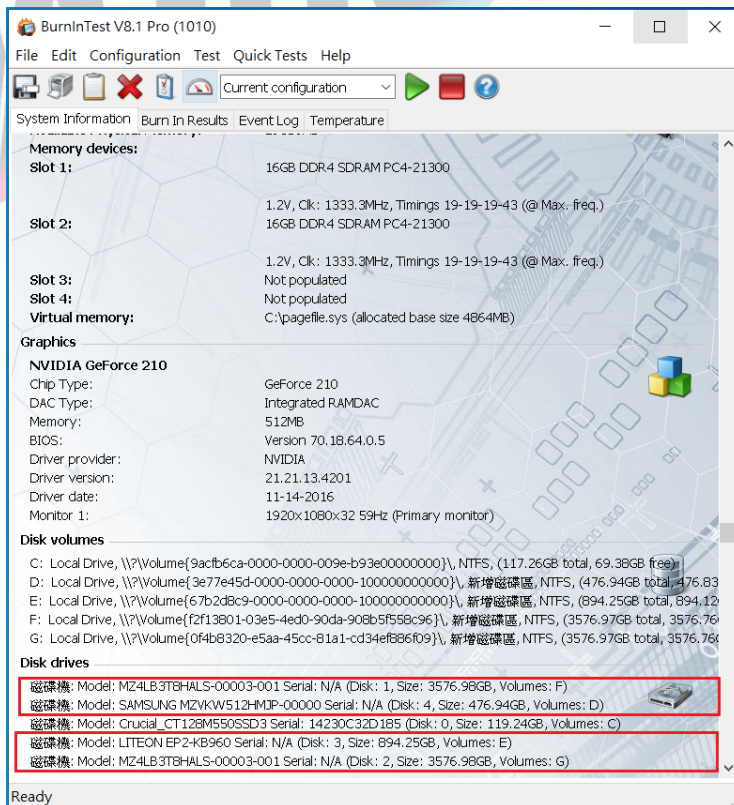 BurnInTest V8.1 Pro (1010)
File Edit Configuration Test Quick Tests Help
Current configuration
System Information Burn In Results Event Log Temperature
Memory devices:
Slot 1: 16GB DDR4 SDRAM PC4-21300
1.2V, Clk: 1333.3MHz, Timings 19-19-19-43 (@ Max. freq.)
Slot 2: 16GB DDR4 SDRAM PC4-21300
1.2V, Clk: 1333.3MHz, Timings 19-19-19-43 (@ Max. freq.)
Slot 3: Not populated
Slot 4: Not populated
Virtual memory: C:\pagefile.sys (allocated base size 4864MB)
Graphics
NVIDIA GeForce 210
Chip Type: GeForce 210
DAC Type: Integrated RAMDAC
Memory: 512MB
BIOS: Version 70.18.64.0.5
Driver provider: NVIDIA
Driver version: 21.21.13.4201
Driver date: 11-14-2016
Monitor 1: 1920x1080x32 59Hz (Primary monitor)
Disk volumes
C: Local Drive, \\?\Volume{9acfb6ca-0000-0000-009e-b93e00000000}\, NTFS, (117.26GB total, 69.38GB free)
D: Local Drive, \\?\Volume{3e77e45d-0000-0000-0000-100000000000}\, 新增磁碟區, NTFS, (476.94GB total, 476.83
E: Local Drive, \\?\Volume{67b2d8c9-0000-0000-0000-100000000000}\, 新增磁碟區, NTFS, (894.25GB total, 894.12
F: Local Drive, \\?\Volume{f2f13801-03e5-4ed0-90da-908b5f558c96}\, 新增磁碟區, NTFS, (3576.97GB total, 3576.76
G: Local Drive, \\?\Volume{0f4b8320-e5aa-45cc-81a1-cd34ef886f09}\, 新增磁碟區, NTFS, (3576.97GB total, 3576.76
Disk drives
磁碟機: Model: MZ4LB3T8HALS-00003-001 Serial: N/A (Disk: 1, Size: 3576.98GB, Volumes: F)
磁碟機: Model: SAMSUNG MZVKW512HMJP-00000 Serial: N/A (Disk: 4, Size: 476.94GB, Volumes: D)
磁碟機: Model: Crucial_CT128M550SSD3 Serial: 14230C32D185 (Disk: 0, Size: 119.24GB, Volumes: C)
磁碟機: Model: LITEON EP2-KB960 Serial: N/A (Disk: 3, Size: 894.25GB, Volumes: E)
磁碟機: Model: MZ4LB3T8HALS-00003-001 Serial: N/A (Disk: 2, Size: 3576.98GB, Volumes: G)
Ready